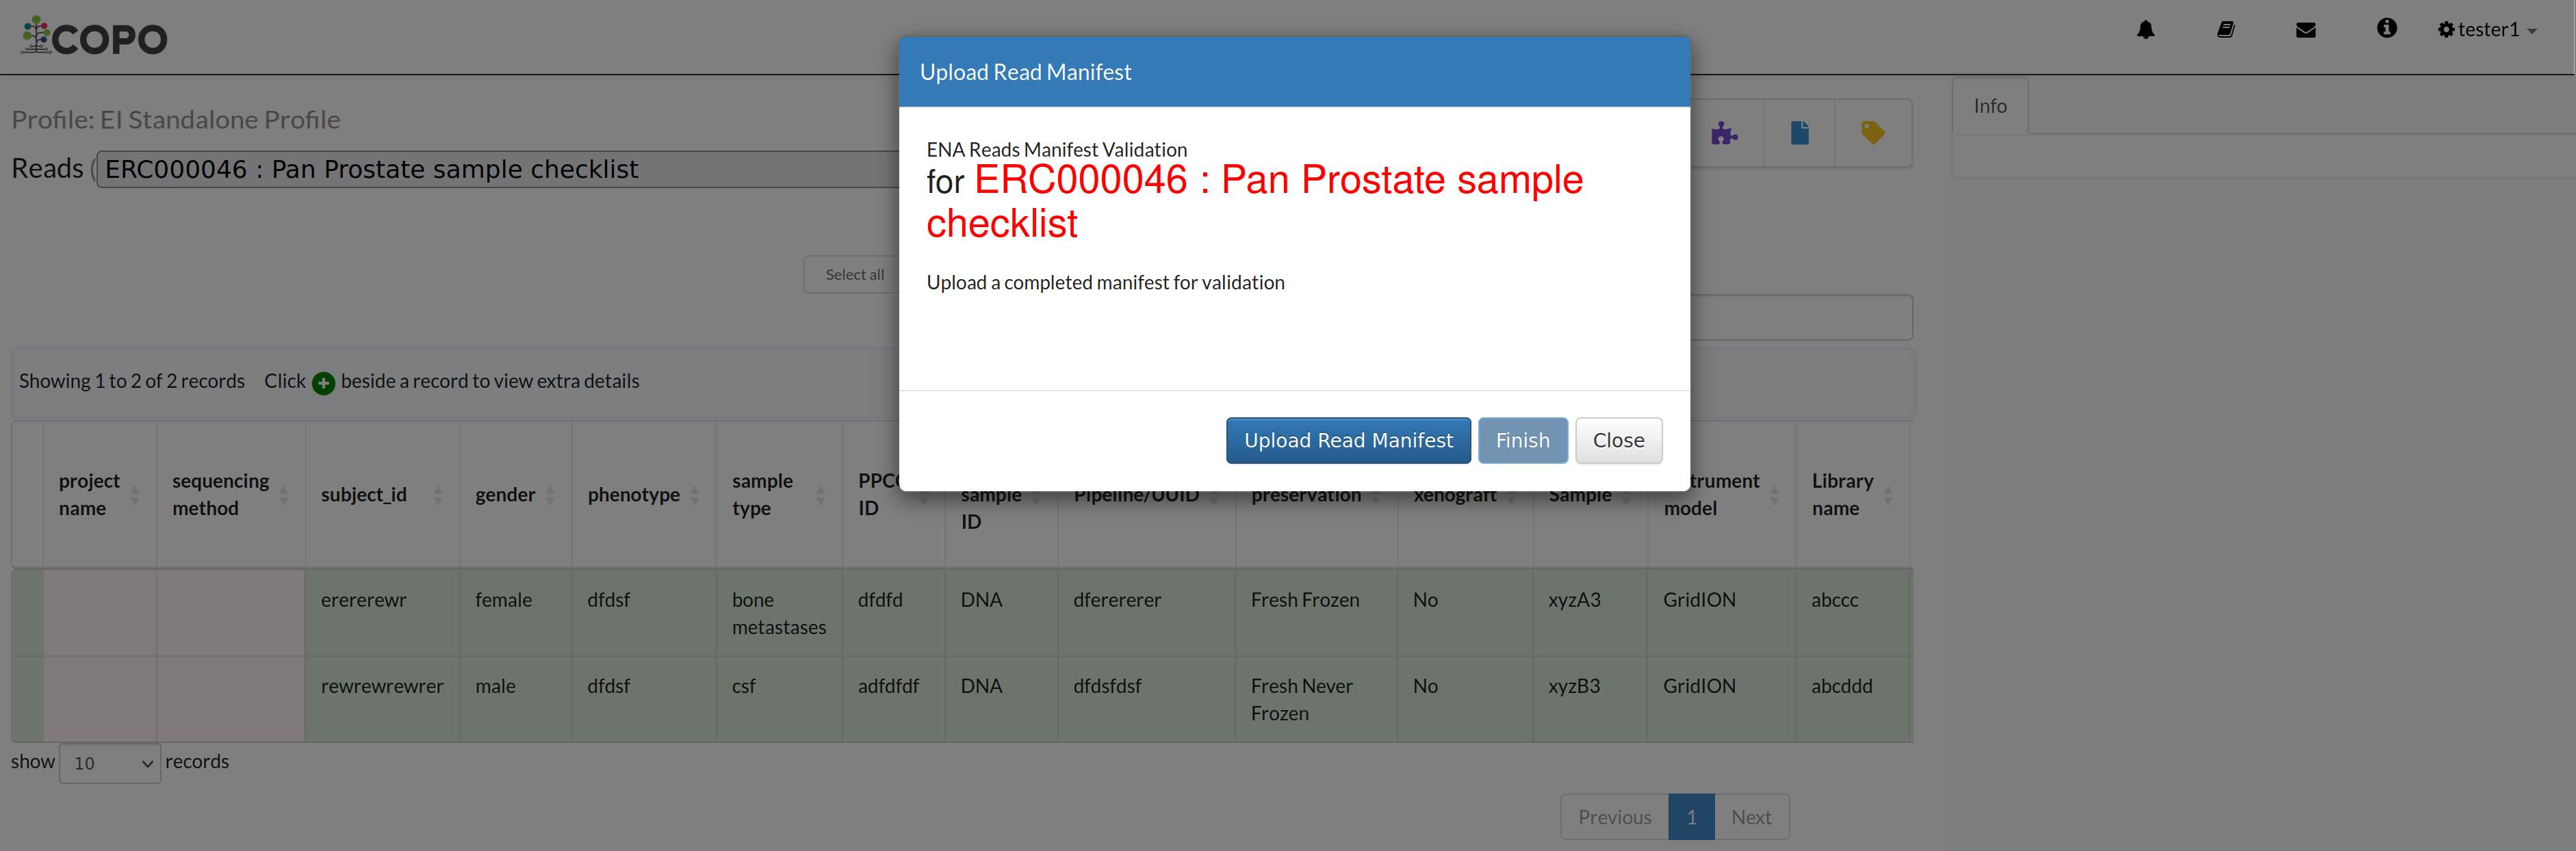 COPO
tester1
Profile: EI Standalone Profile
Reads (
ERC000046 : Pan Prostate sample checklist
Info
Upload Read Manifest
ENA Reads Manifest Validation
for ERC000046 : Pan Prostate sample
checklist
Upload a completed manifest for validation
Upload Read Manifest Finish Close
Select all
Showing 1 to 2 of 2 records Click beside a record to view extra details
project name sequencing method subject_id gender phenotype sample type ID sample ID Pipeline/UUID preservation xenograft Sample model Library name
erererewr female dfdsf bone metastases dfdfd DNA dferererer Fresh Frozen No xyzA3 GridION abccc
rewrewrewrer male dfdsf csf adfdfdf DNA dfdsfdsf Fresh Never Frozen No xyzB3 GridION abcddd
show 10 records
Previous 1 Next